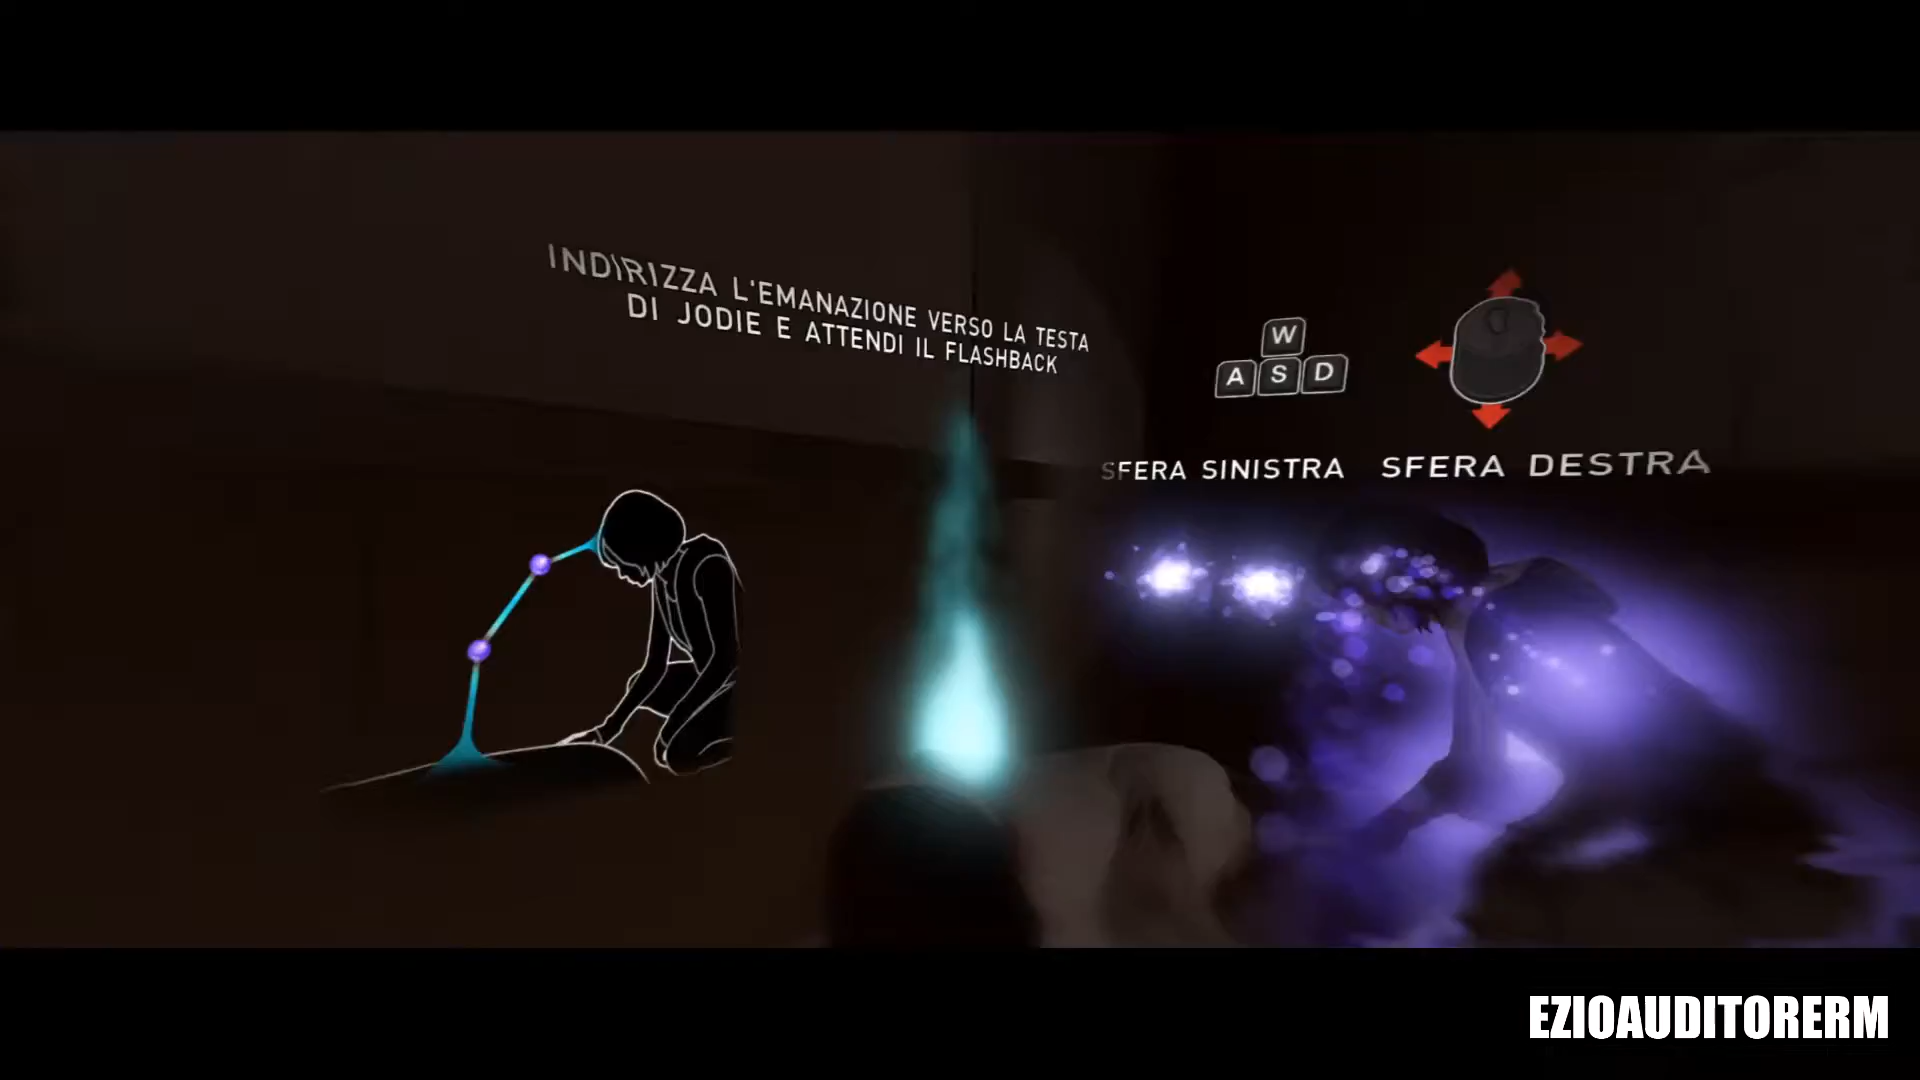 INDIRIZZA L'EMANAZIONE VERSO LA TESTA
DI JODIE E ATTENDI IL FLASHBACK
W
A S D
SFERA SINISTRA
SFERA DESTRA
EZIOAUDITORERM